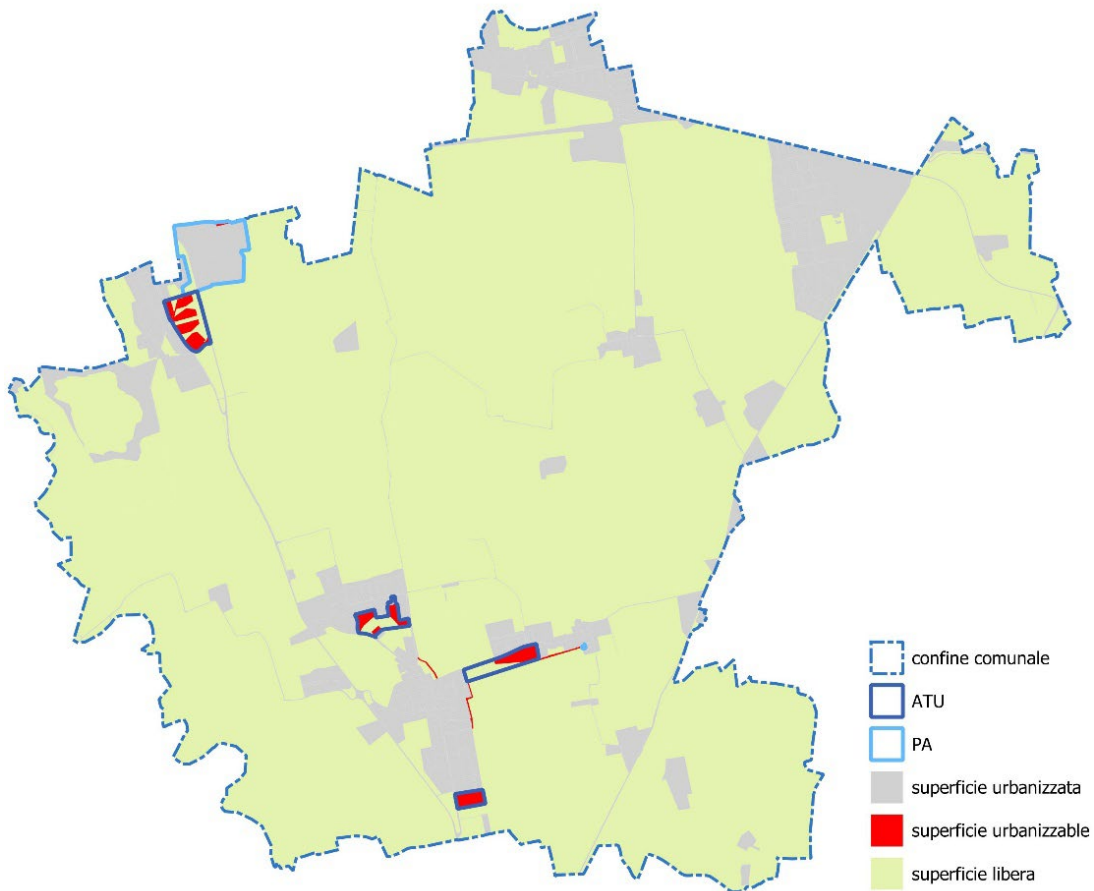 confine comunale
ATU
PA
superficie urbanizzata
superficie urbanizzable
superficie libera